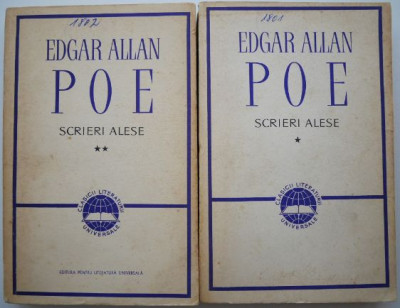 1802
EDGAR ALLAN
POE
SCRIERI ALESE
**
CLASICII LITERATURII
UNIVERSALE
EDITURA PENTRU LITERATURĂ UNIVERSALĂ
1801
EDGAR ALLAN
POE
SCRIERI ALESE
*
CLASICII LITERATURII
UNIVERSALE